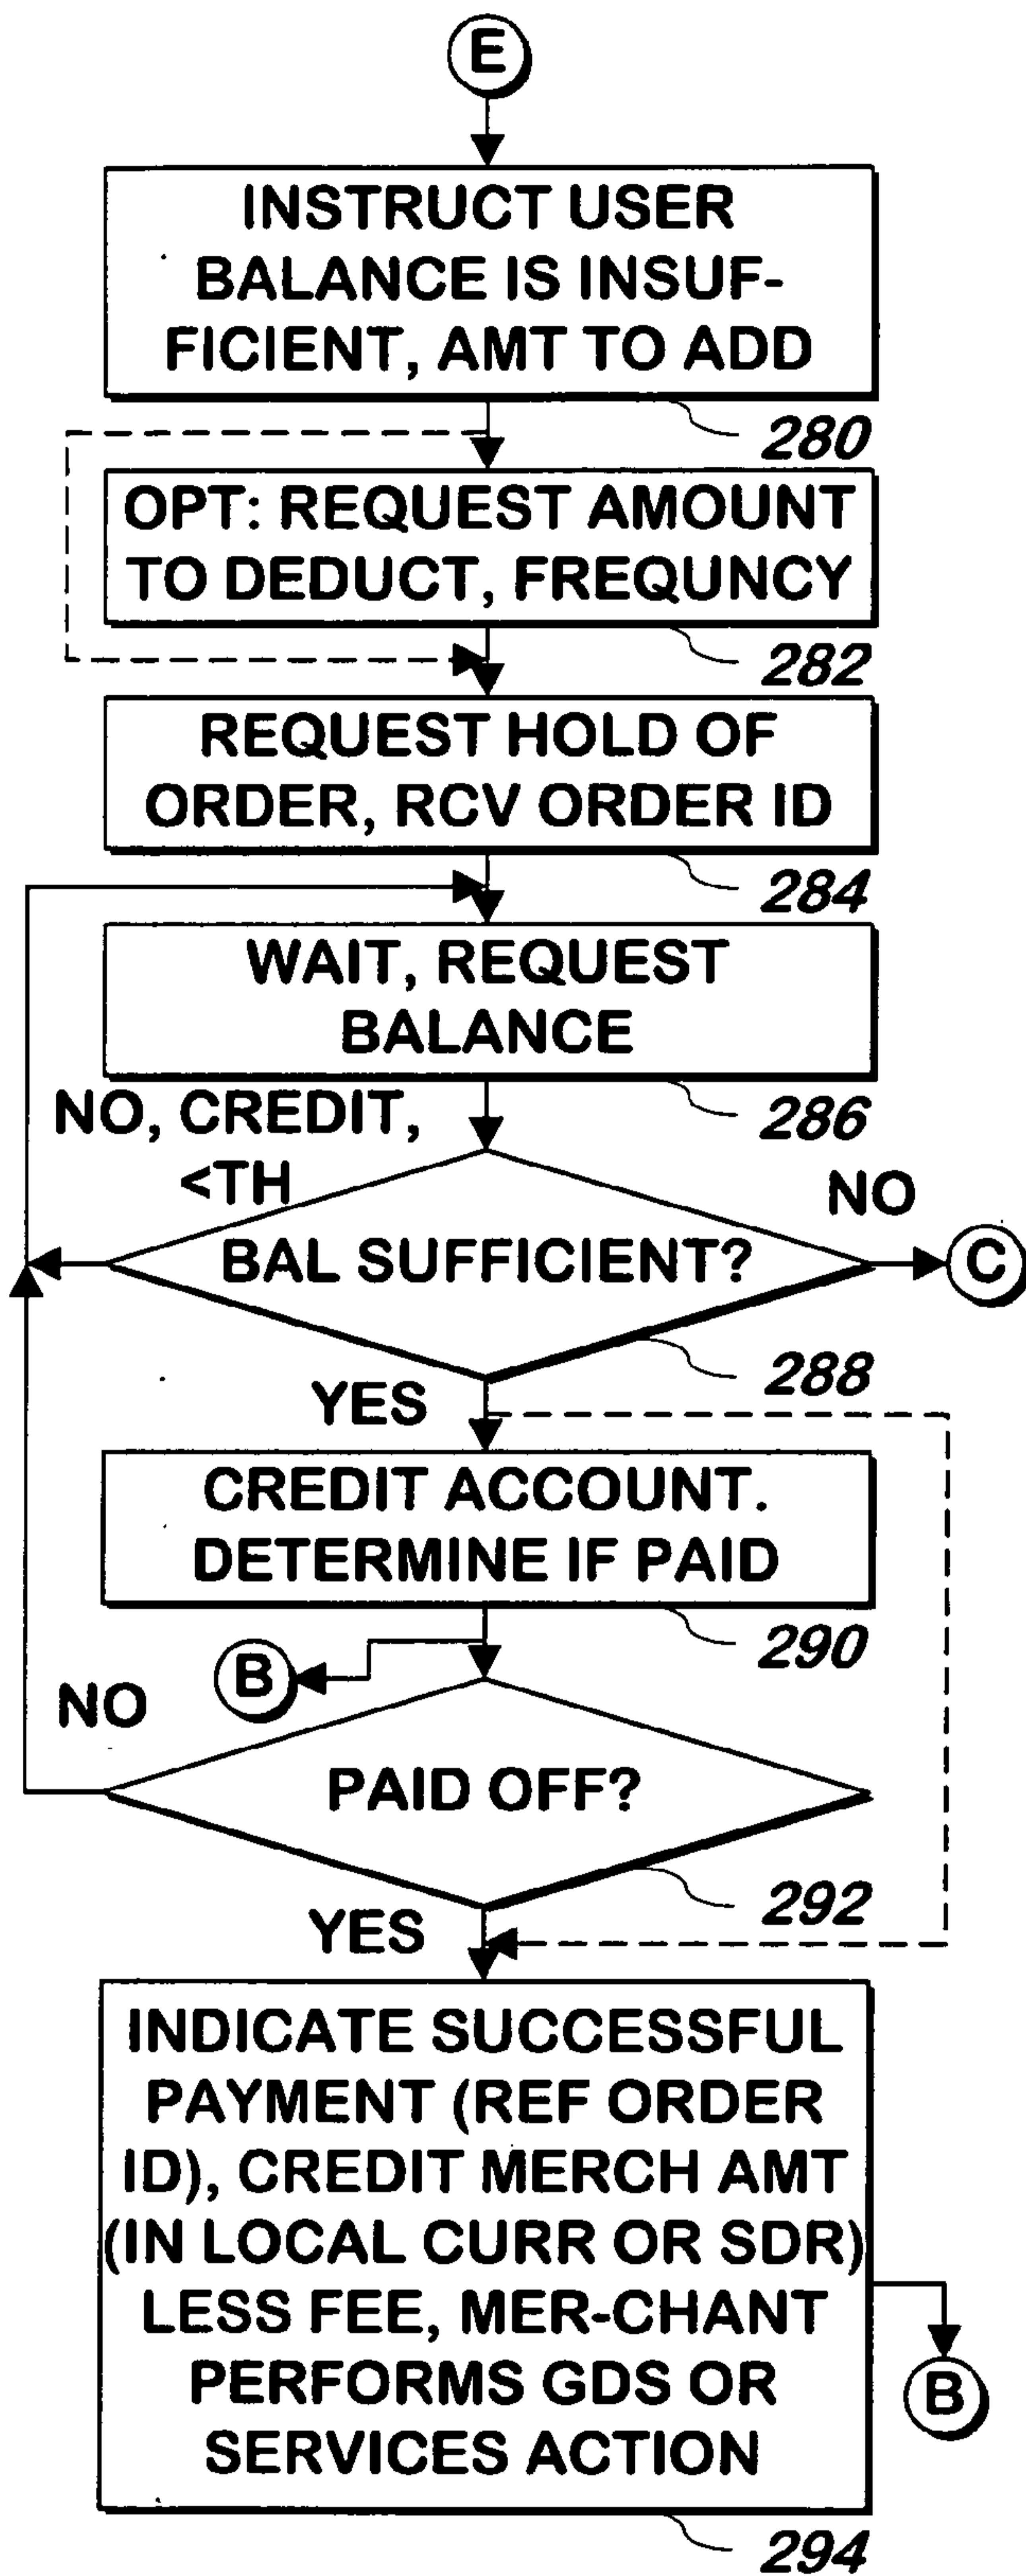 E
INSTRUCT USER
BALANCE IS INSUF-
FICIENT, AMT TO ADD
280
OPT: REQUEST AMOUNT
TO DEDUCT, FREQUNCY
282
REQUEST HOLD OF
ORDER, RCV ORDER ID
284
WAIT, REQUEST
BALANCE
286
NO, CREDIT,
<TH
NO
BAL SUFFICIENT?
C
288
YES
CREDIT ACCOUNT.
DETERMINE IF PAID
290
B
NO
PAID OFF?
292
YES
INDICATE SUCCESSFUL
PAYMENT (REF ORDER
ID), CREDIT MERCH AMT
(IN LOCAL CURR OR SDR)
LESS FEE, MER-CHANT
PERFORMS GDS OR
SERVICES ACTION
B
294